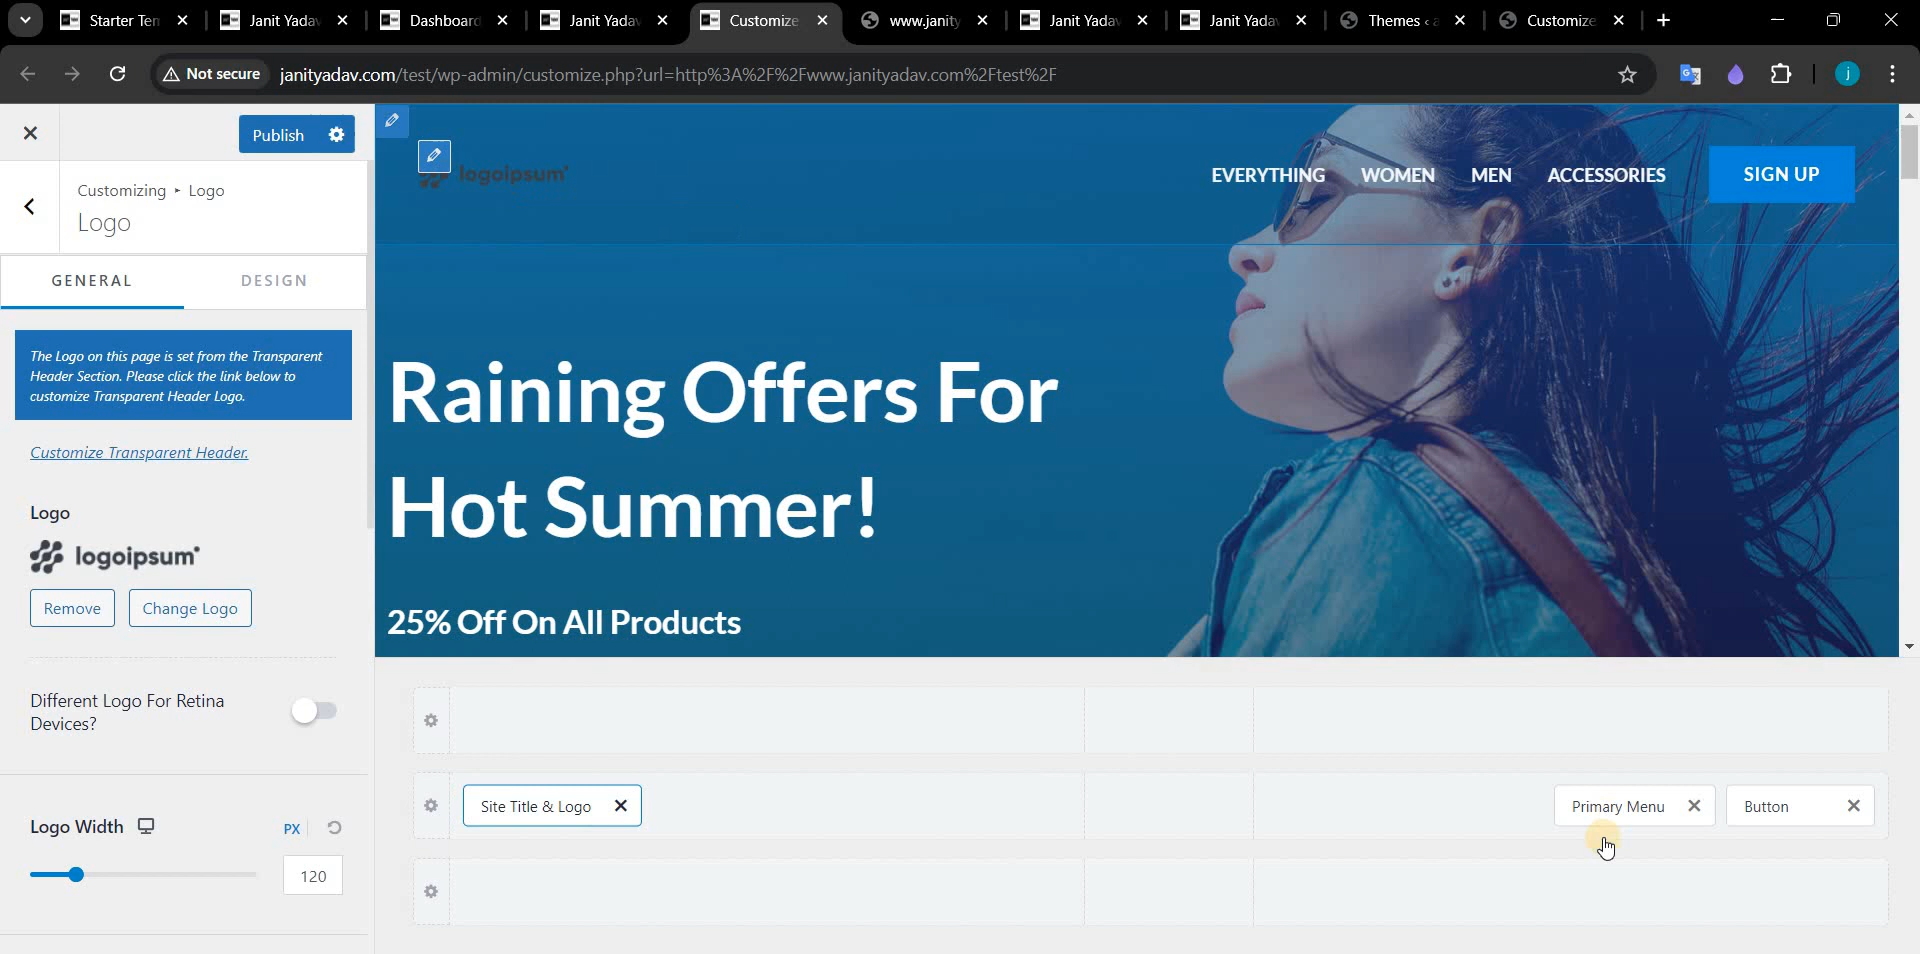 Starter Ten
Janit Yadav
Dashboard
Janit Yadav
Customize
www.janity
Janit Yadav
Janit Yadav
Themes ‹ a
Customize
Not secure
janityadav.com/test/wp-admin/customize.php?url=http%3A%2F%2Fwww.janityadav.com%2Ftest%2F
j
Publish
Customizing ▸ Logo
Logo
GENERAL
DESIGN
The Logo on this page is set from the Transparent
Header Section. Please click the link below to
customize Transparent Header Logo.
Customize Transparent Header.
Logo
logoipsum
Remove
Change Logo
Different Logo For Retina
Devices?
Logo Width
PX
120
logoipsum
EVERYTHING
WOMEN
MEN
ACCESSORIES
SIGN UP
Raining Offers For
Hot Summer!
25% Off On All Products
Site Title & Logo
Primary Menu
Button